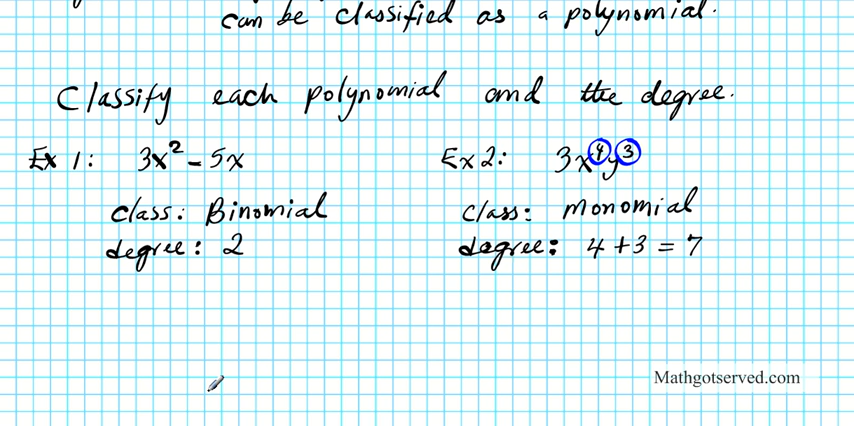 can be classified as a polynomial.
Classify each polynomial and the degree.
Ex 1: 3x² - 5x
Class: Binomial
degree: 2
Ex 2: 3x⁴y³
Class: monomial
degree: 4 + 3 = 7
Mathgotserved.com